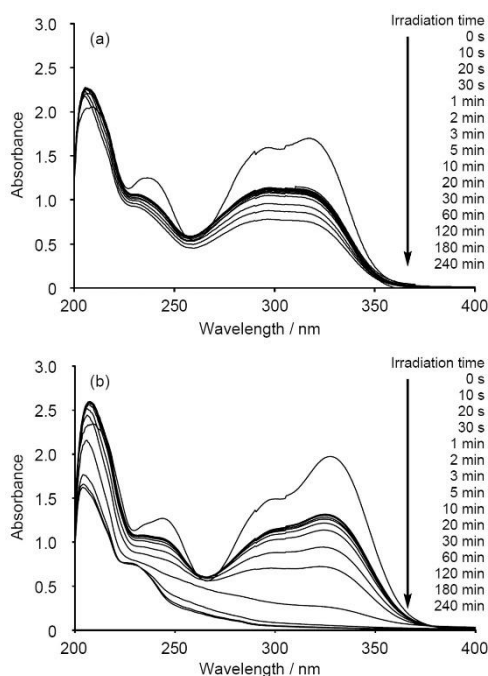 (a)
Irradiation time
0 s
10 s
20 s
30 s
1 min
2 min
3 min
5 min
10 min
20 min
30 min
60 min
120 min
180 min
240 min
3.0
2.5
2.0
1.5
1.0
0.5
0
Absorbance
200
250
300
350
400
Wavelength / nm
(b)
Irradiation time
0 s
10 s
20 s
30 s
1 min
2 min
3 min
5 min
10 min
20 min
30 min
60 min
120 min
180 min
240 min
3.0
2.5
2.0
1.5
1.0
0.5
0
Absorbance
200
250
300
350
400
Wavelength / nm